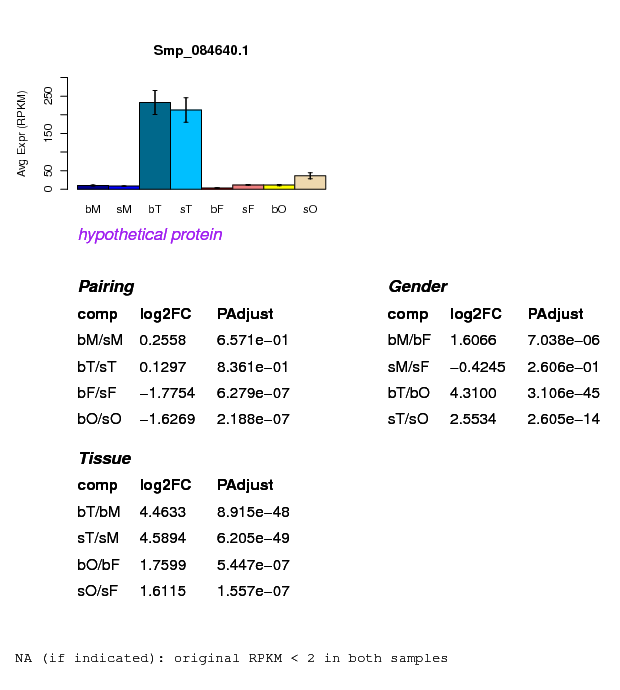 Smp_084640.1
Avg Expr (RPKM)
250
150
50
0
bM sM bT sT bF sF bO sO
hypothetical protein
Pairing
comp log2FC PAdjust
bM/sM 0.2558 6.571e−01
bT/sT 0.1297 8.361e−01
bF/sF −1.7754 6.279e−07
bO/sO −1.6269 2.188e−07
Gender
comp log2FC PAdjust
bM/bF 1.6066 7.038e−06
sM/sF −0.4245 2.606e−01
bT/bO 4.3100 3.106e−45
sT/sO 2.5534 2.605e−14
Tissue
comp log2FC PAdjust
bT/bM 4.4633 8.915e−48
sT/sM 4.5894 6.205e−49
bO/bF 1.7599 5.447e−07
sO/sF 1.6115 1.557e−07
NA (if indicated): original RPKM < 2 in both samples